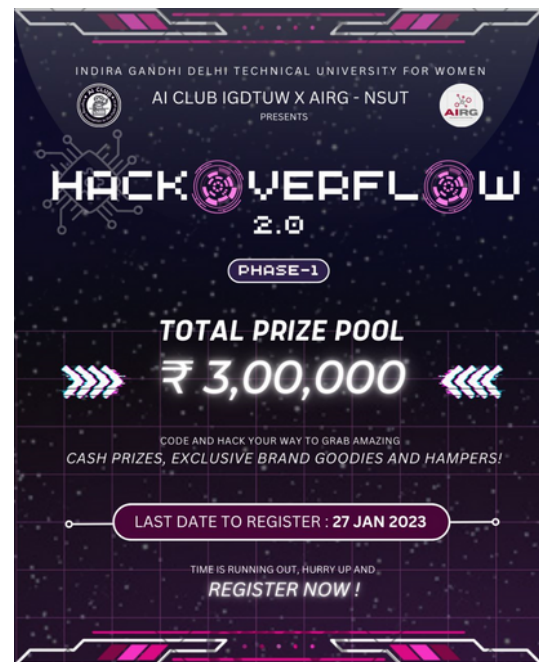 INDIRA GANDHI DELHI TECHNICAL UNIVERSITY FOR WOMEN
AI CLUB IGDTUW X AIRG - NSUT
PRESENTS
AIRG
HACKOVERFLOW
2.0
PHASE-1
TOTAL PRIZE POOL
₹ 3,00,000
CODE AND HACK YOUR WAY TO GRAB AMAZING
CASH PRIZES, EXCLUSIVE BRAND GOODIES AND HAMPERS!
LAST DATE TO REGISTER : 27 JAN 2023
TIME IS RUNNING OUT, HURRY UP AND
REGISTER NOW !